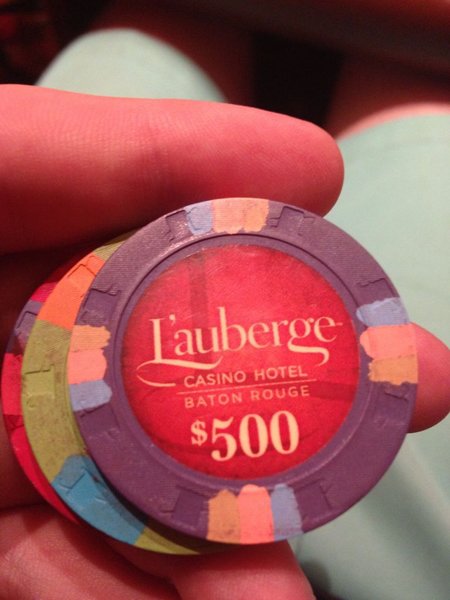 L'auberge
CASINO HOTEL
BATON ROUGE
$500